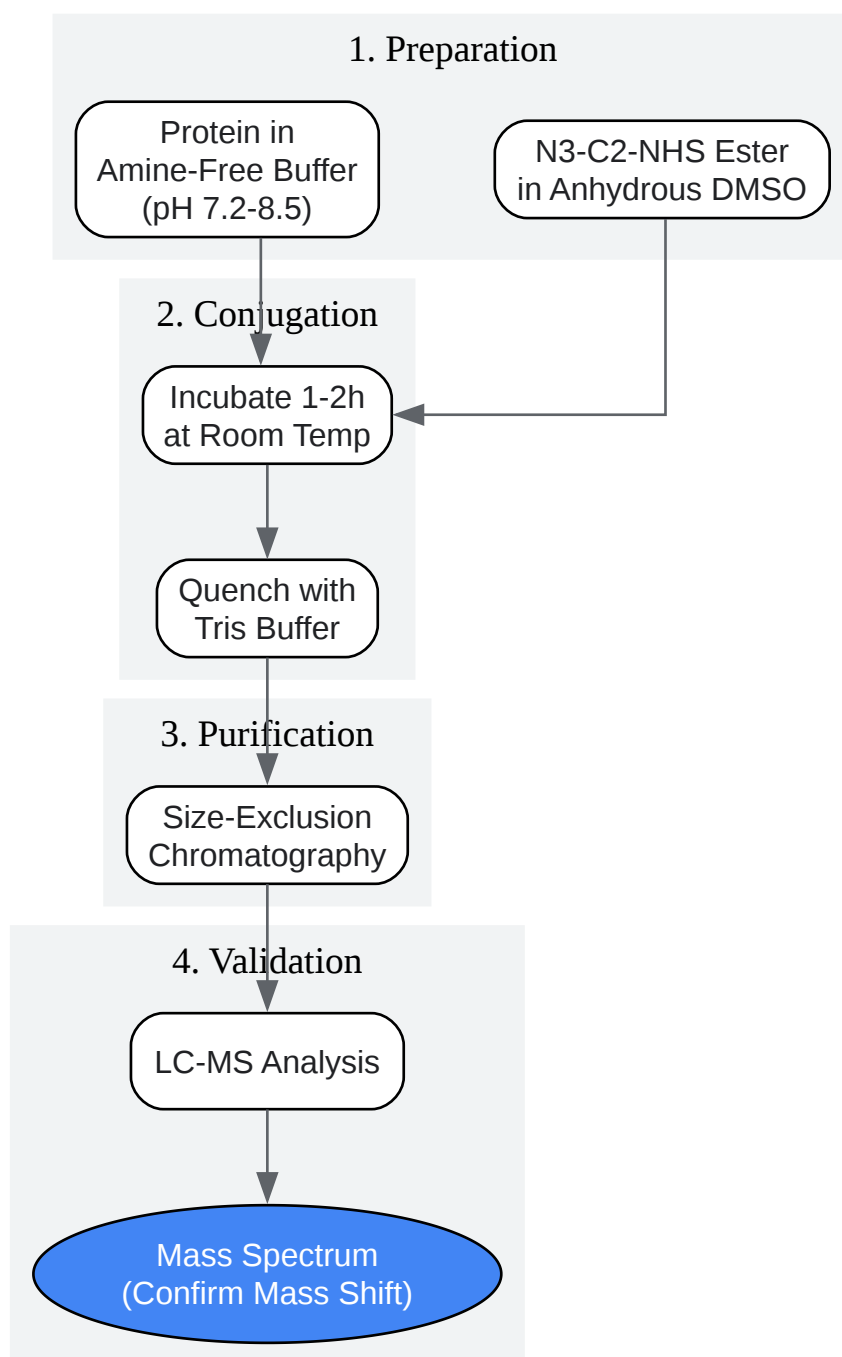 1. Preparation
Protein in
Amine-Free Buffer
(pH 7.2-8.5)
N3-C2-NHS Ester
in Anhydrous DMSO
2. Conjugation
Incubate 1-2h
at Room Temp
Quench with
Tris Buffer
3. Purification
Size-Exclusion
Chromatography
4. Validation
LC-MS Analysis
Mass Spectrum
(Confirm Mass Shift)